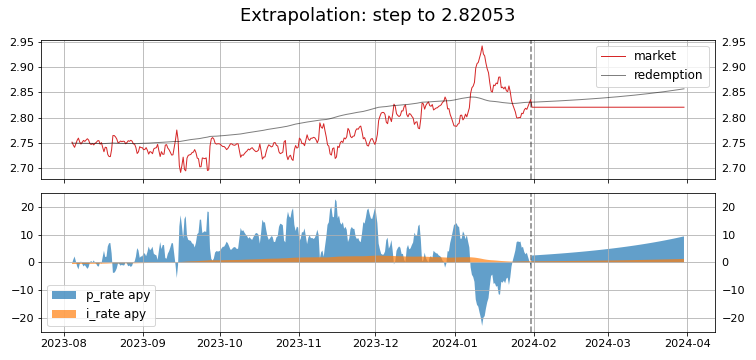 Extrapolation: step to 2.82053
2.95 2.95
2.90 2.90
2.85 2.85
2.80 2.80
2.75 2.75
2.70 2.70
market
redemption
20 20
10 10
0 0
−10 −10
−20 −20
p_rate apy
i_rate apy
2023-08 2023-09 2023-10 2023-11 2023-12 2024-01 2024-02 2024-03 2024-04